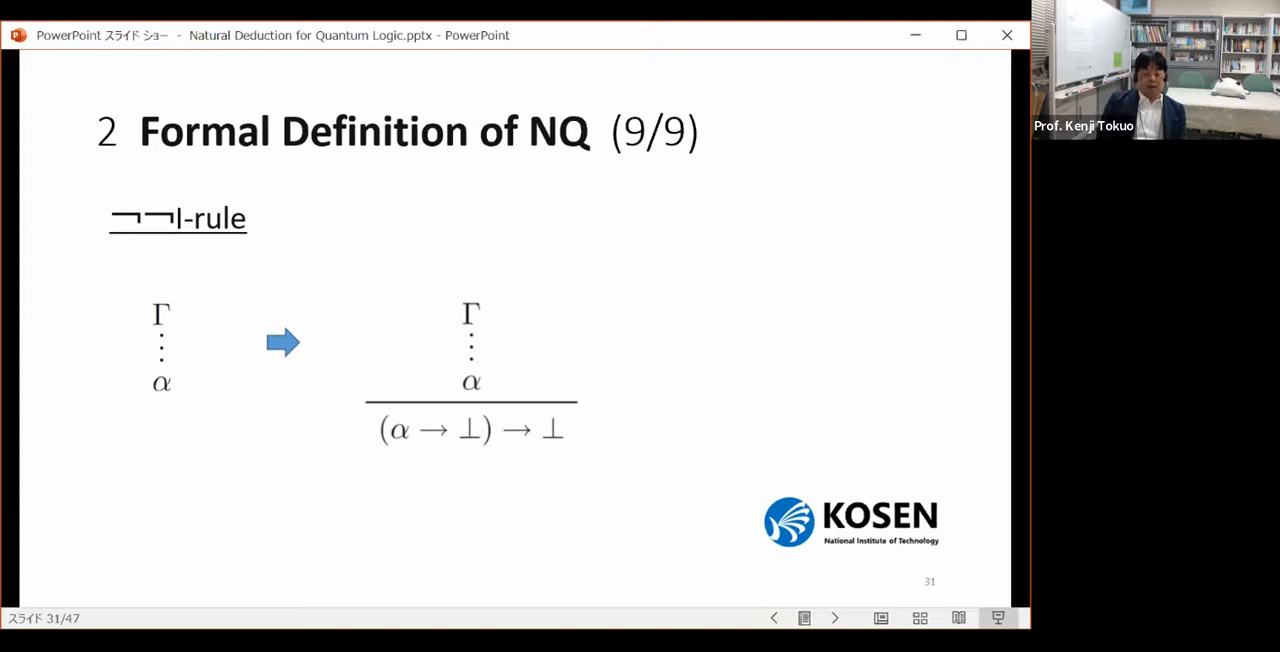 PowerPoint スライド ショー - Natural Deduction for Quantum Logic.pptx - PowerPoint
Prof. Kenji Tokuo
2 Formal Definition of NQ (9/9)
¬¬I-rule
Γ
⋮
α
Γ
⋮
α
(α → ⊥) → ⊥
KOSEN
National Institute of Technology
31
スライド 31/47